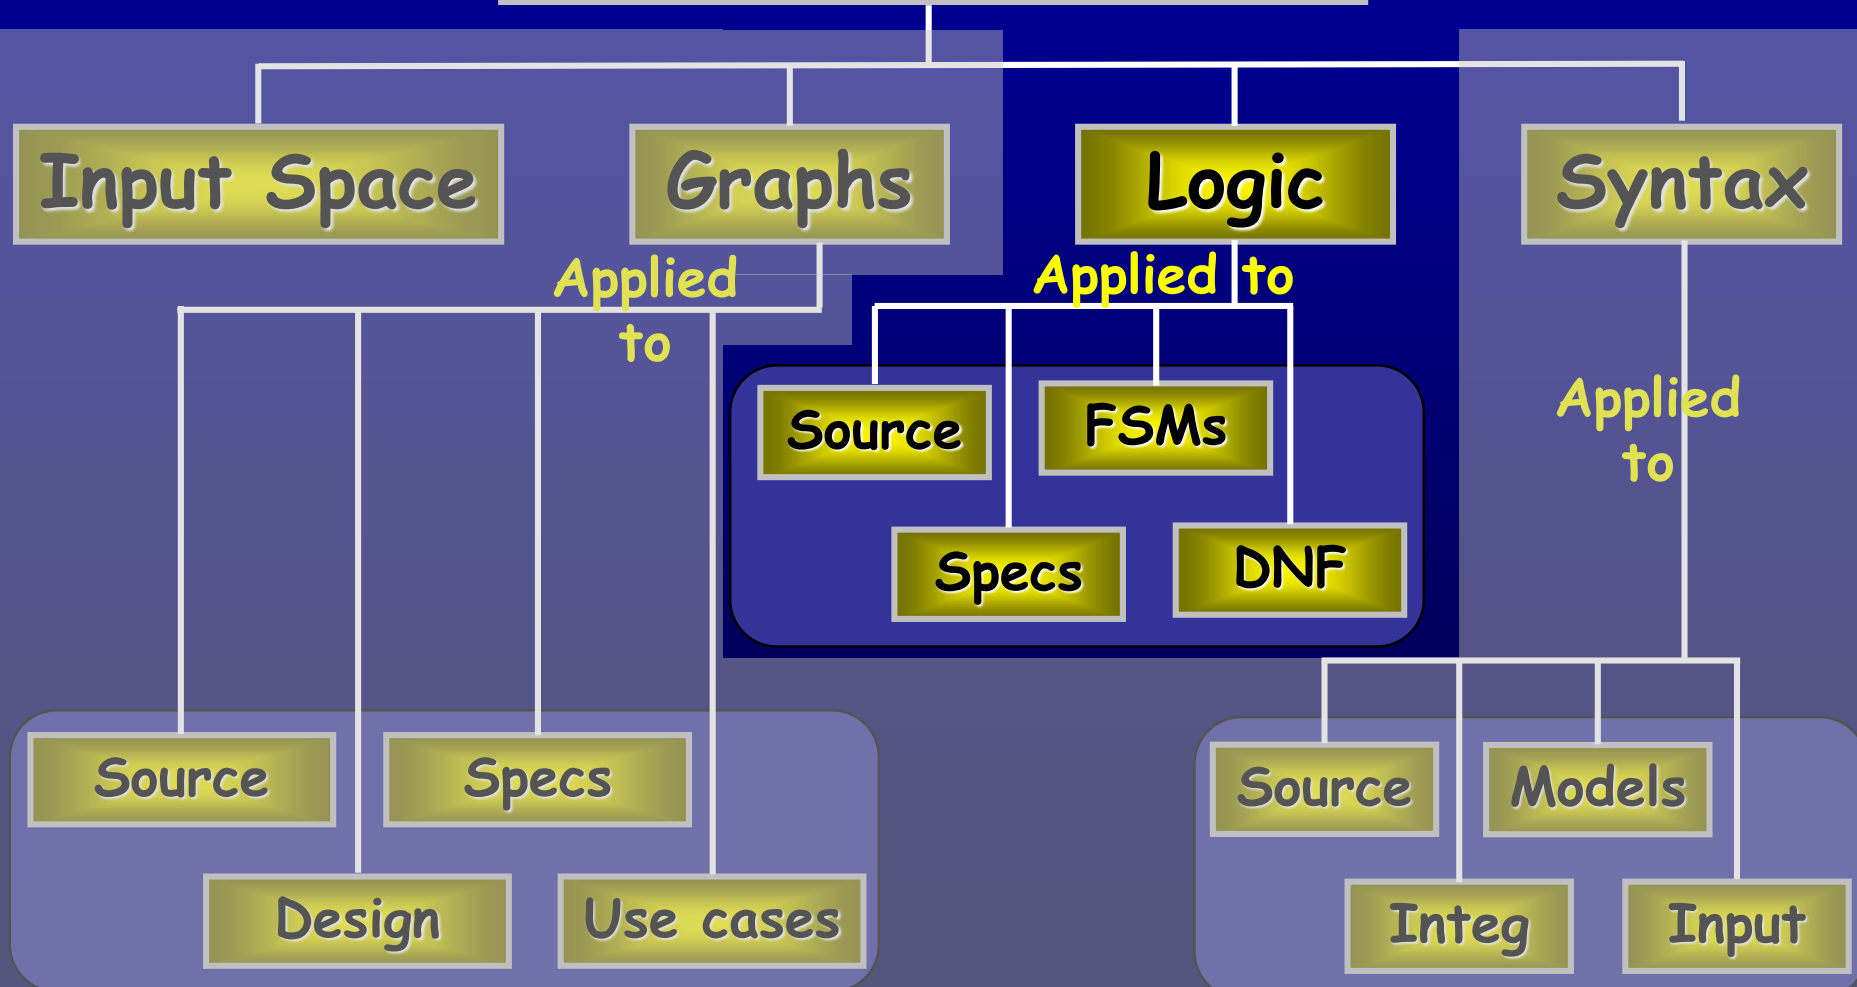 Input Space
Graphs
Logic
Syntax
Applied
to
Applied to
Applied
to
Source
FSMs
Specs
DNF
Source
Specs
Design
Use cases
Source
Models
Integ
Input